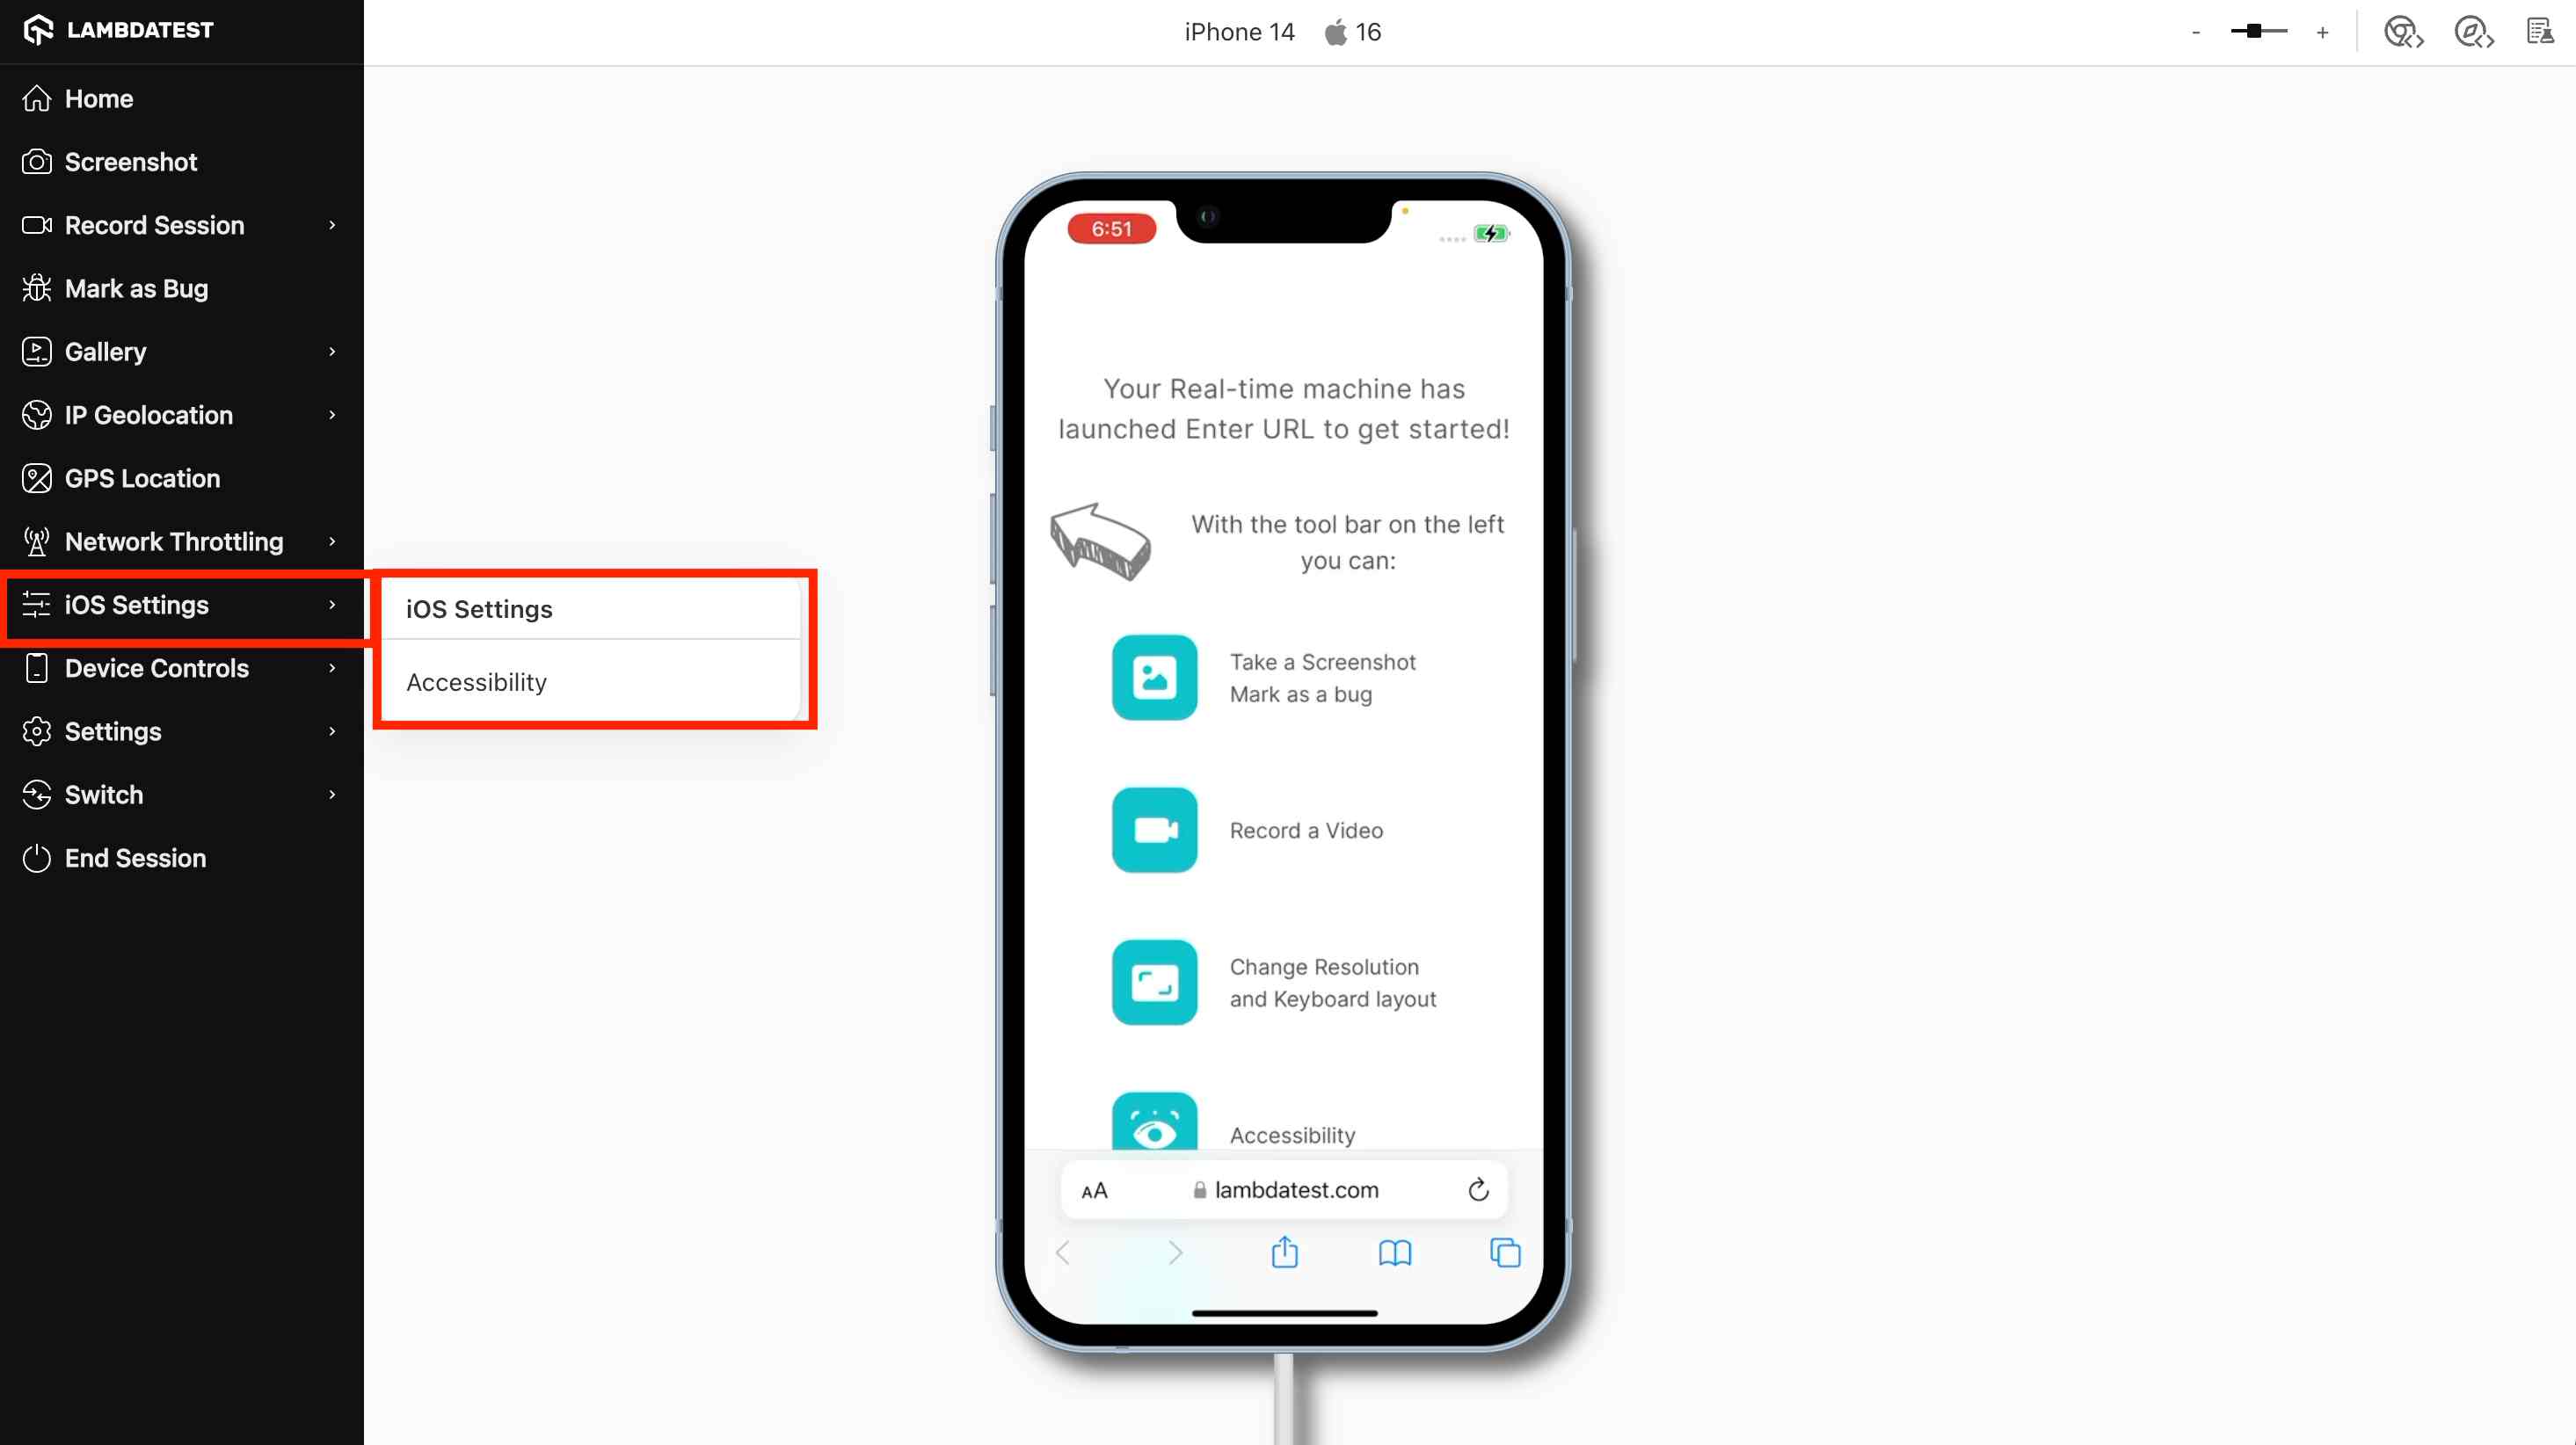 LAMBDATEST
Home
Screenshot
Record Session
Mark as Bug
Gallery
IP Geolocation
GPS Location
Network Throttling
iOS Settings
Device Controls
Settings
Switch
End Session
iOS Settings
Accessibility
iPhone 14 16
- +
6:51
Your Real-time machine has
launched Enter URL to get started!
With the tool bar on the left
you can:
Take a Screenshot
Mark as a bug
Record a Video
Change Resolution
and Keyboard layout
Accessibility
AA lambdatest.com